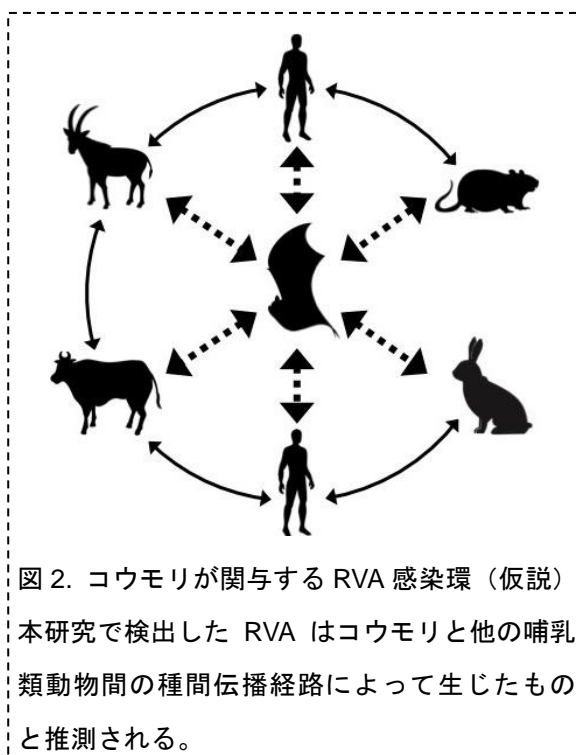 図 2. コウモリが関与する RVA 感染環（仮説）
本研究で検出した RVA はコウモリと他の哺乳
類動物間の種間伝播経路によって生じたもの
と推測される。